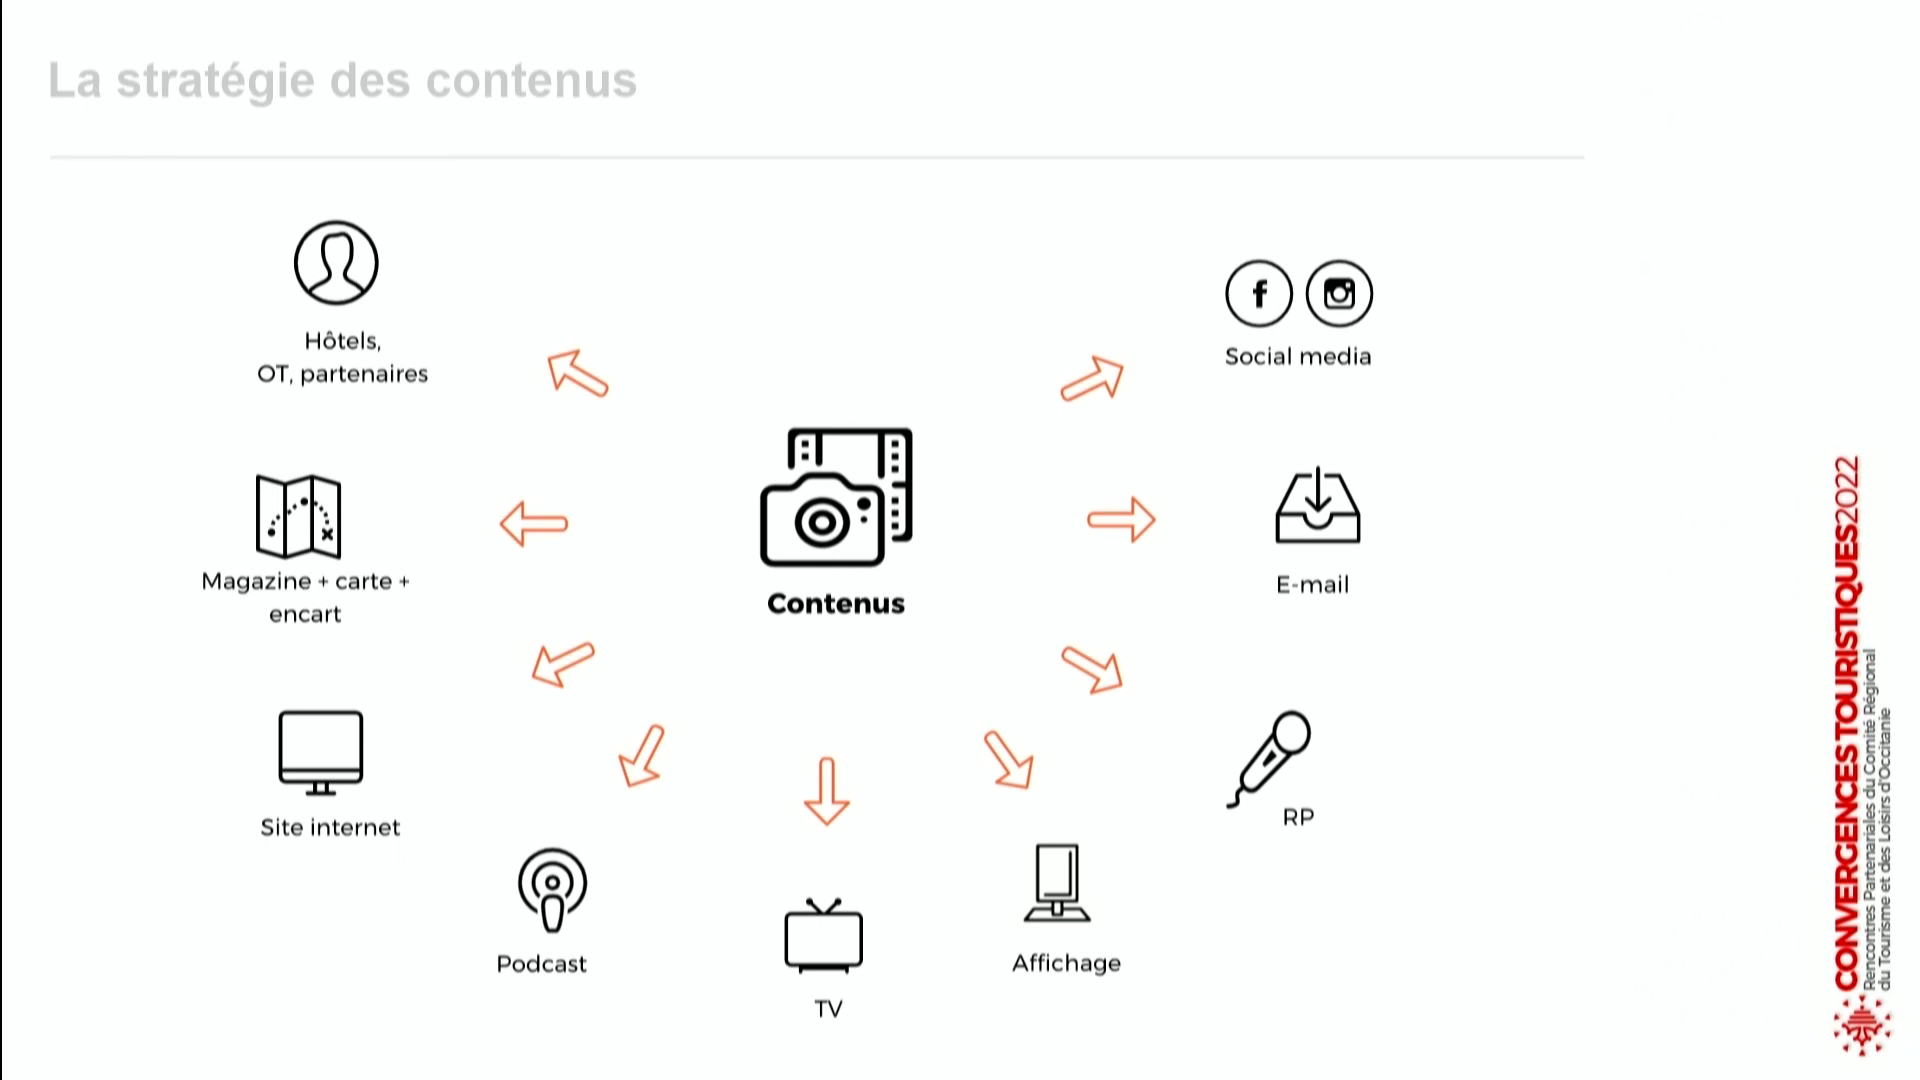 La stratégie des contenus
Hôtels,
OT, partenaires
Social media
Magazine + carte +
encart
Contenus
E-mail
Site internet
RP
Podcast
TV
Affichage
CONVERGENCES TOURISTIQUES 2022
Rencontres Partenariales du Comité Régional
du Tourisme et des Loisirs d'Occitanie